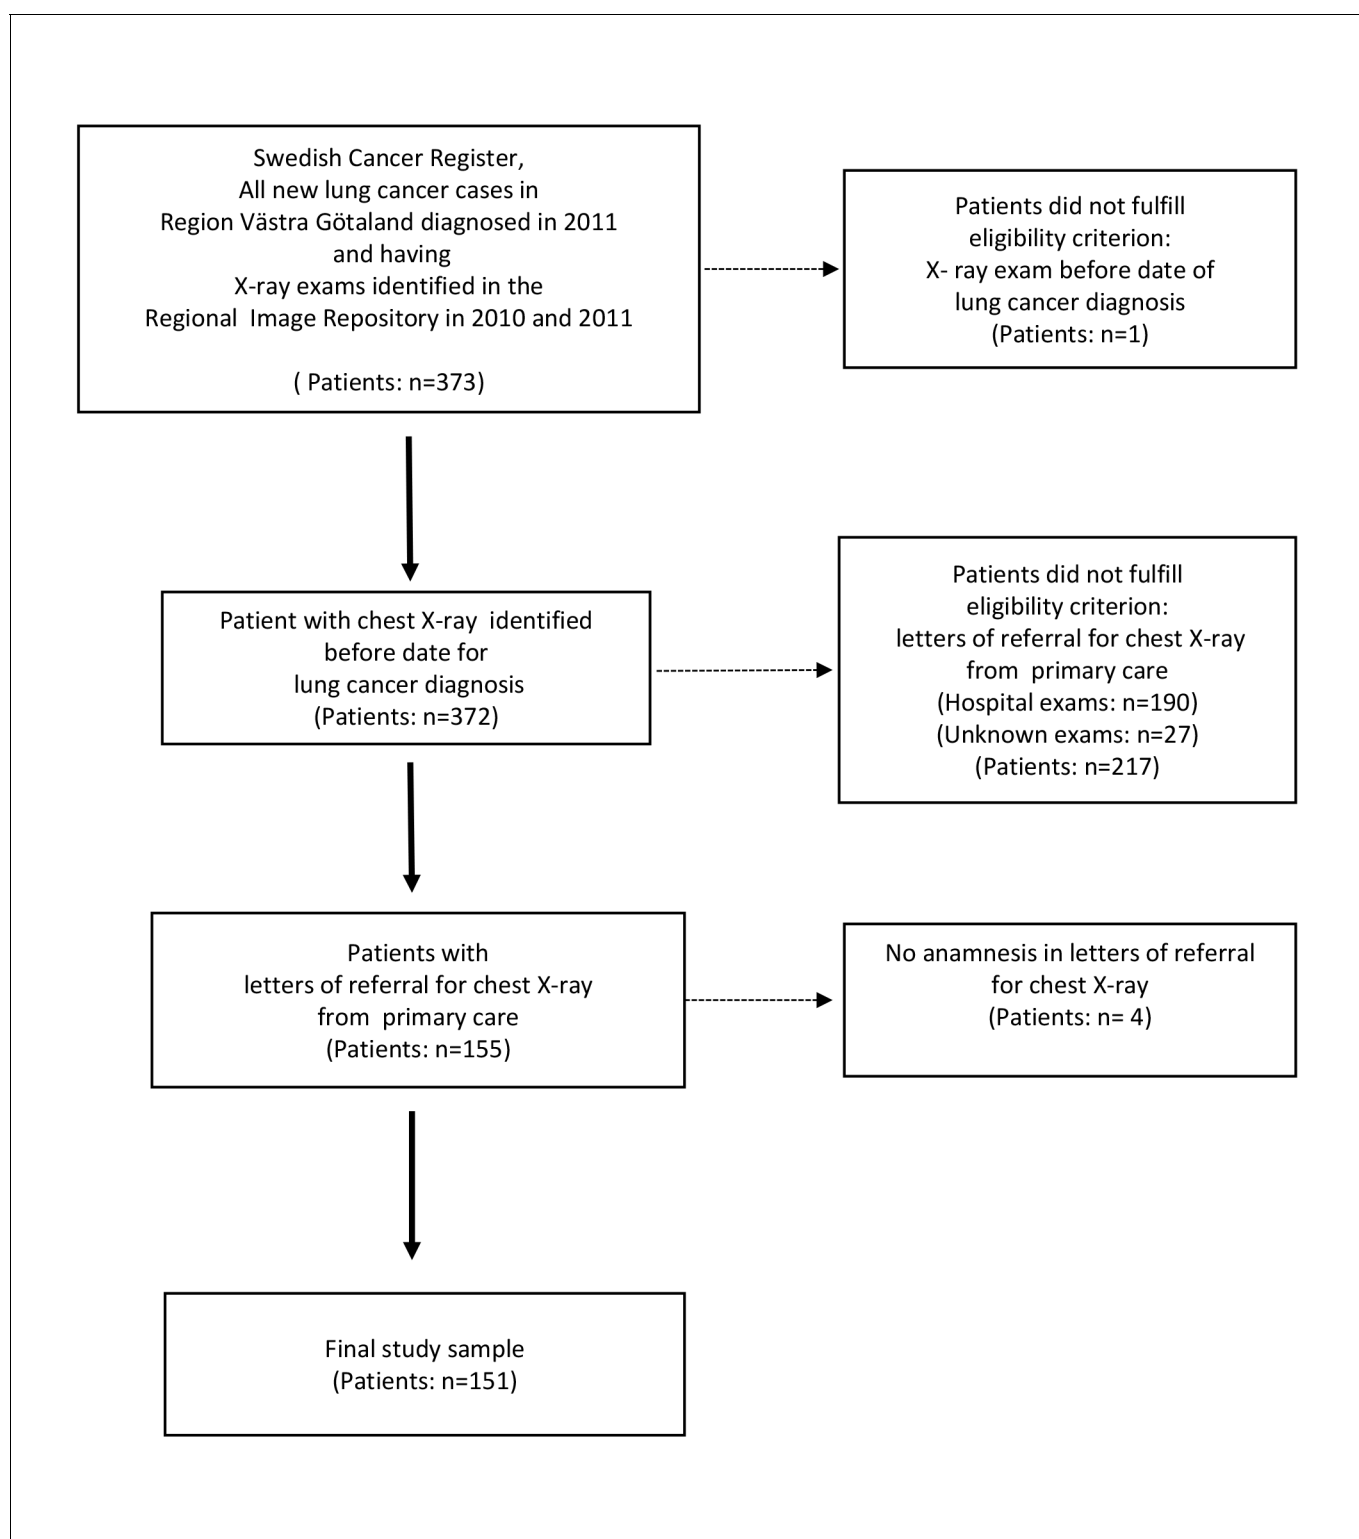 Swedish Cancer Register,
All new lung cancer cases in
Region Västra Götaland diagnosed in 2011
and having
X-ray exams identified in the
Regional Image Repository in 2010 and 2011
( Patients: n=373)
Patients did not fulfill
eligibility criterion:
X- ray exam before date of
lung cancer diagnosis
(Patients: n=1)
Patient with chest X-ray identified
before date for
lung cancer diagnosis
(Patients: n=372)
Patients did not fulfill
eligibility criterion:
letters of referral for chest X-ray
from primary care
(Hospital exams: n=190)
(Unknown exams: n=27)
(Patients: n=217)
Patients with
letters of referral for chest X-ray
from primary care
(Patients: n=155)
No anamnesis in letters of referral
for chest X-ray
(Patients: n= 4)
Final study sample
(Patients: n=151)